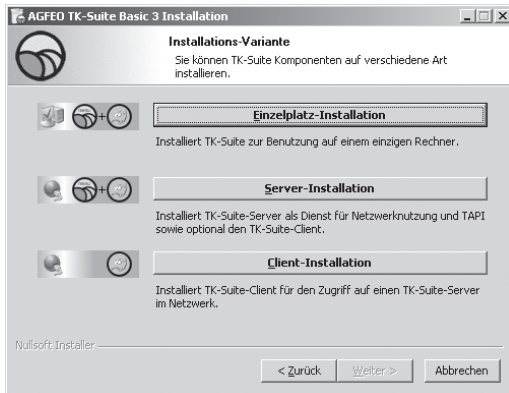 AGFEO TK-Suite Basic 3 Installation
Installations-Variante
Sie können TK-Suite Komponenten auf verschiedene Art
installieren.
Einzelplatz-Installation
Installiert TK-Suite zur Benutzung auf einem einzigen Rechner.
Server-Installation
Installiert TK-Suite-Server als Dienst für Netzwerknutzung und TAPI
sowie optional den TK-Suite-Client.
Client-Installation
Installiert TK-Suite-Client für den Zugriff auf einen TK-Suite-Server
im Netzwerk.
Nullsoft Installer
< Zurück Weiter > Abbrechen